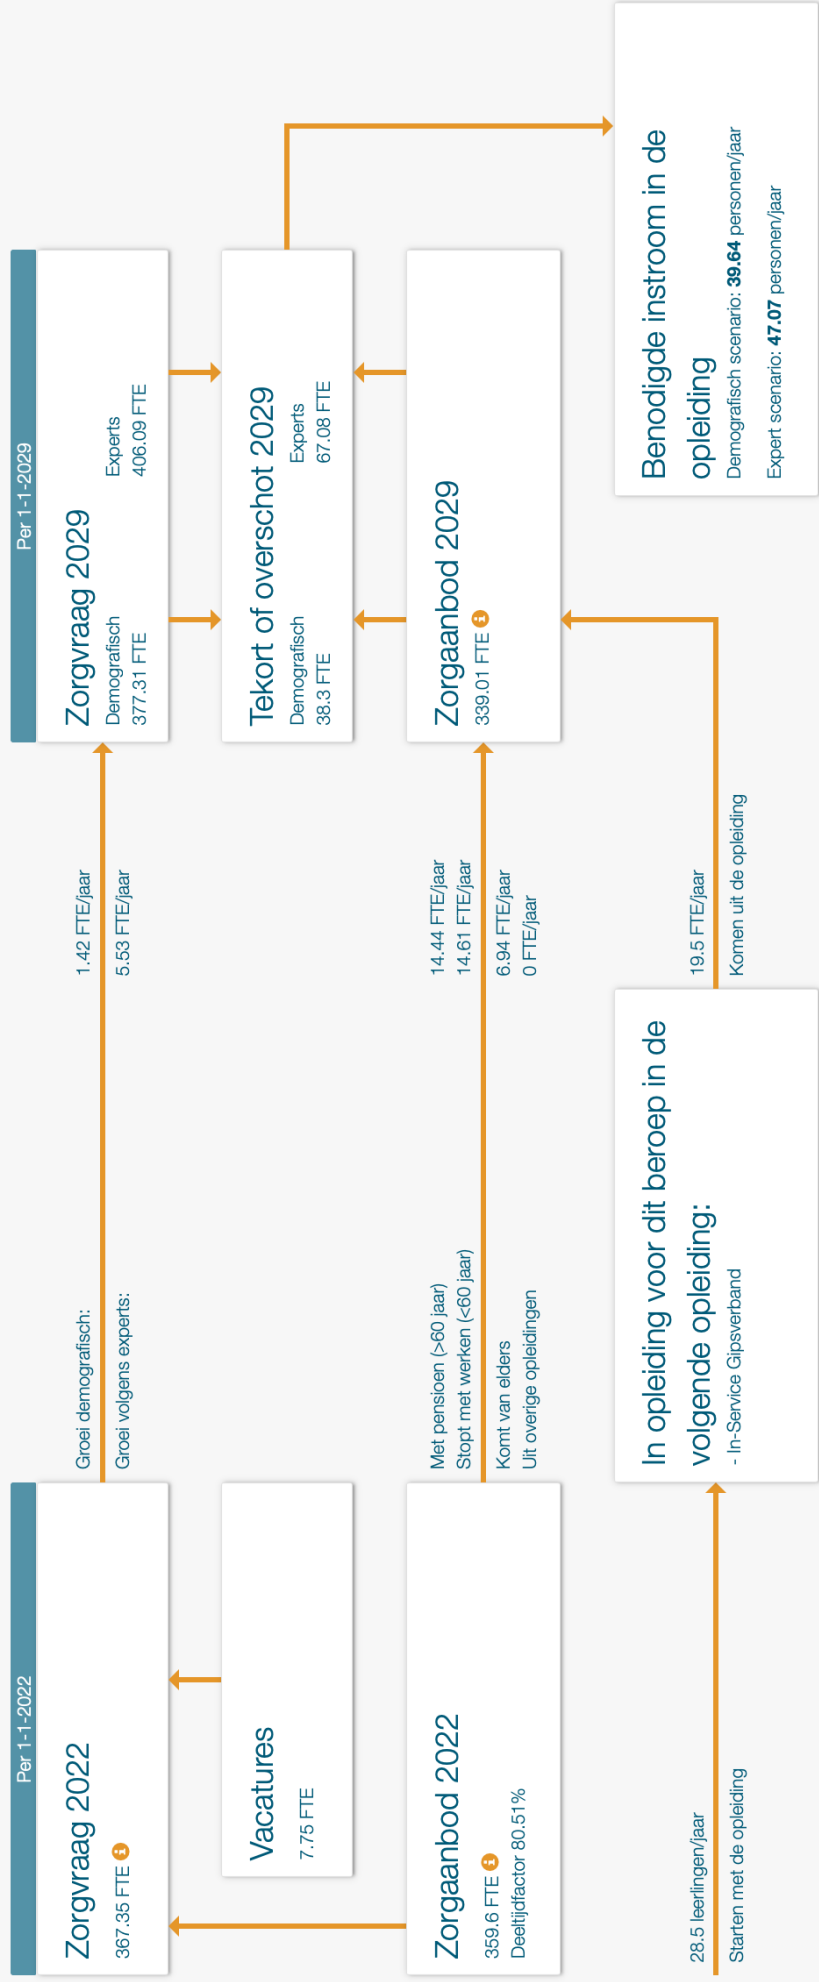 Per 1-1-2022
Per 1-1-2029
Zorgvraag 2022
367.35 FTE
Groei demografisch:
1.42 FTE/jaar
Groei volgens experts:
5.53 FTE/jaar
Zorgvraag 2029
Demografisch
Experts
377.31 FTE
406.09 FTE
Vacatures
7.75 FTE
Tekort of overschot 2029
Demografisch
Experts
38.3 FTE
67.08 FTE
Zorgaanbod 2022
359.6 FTE
Deeltijdfactor 80.51%
Met pensioen (>60 jaar)
14.44 FTE/jaar
Stopt met werken (<60 jaar)
14.61 FTE/jaar
Komt van elders
6.94 FTE/jaar
Uit overige opleidingen
0 FTE/jaar
Zorgaanbod 2029
339.01 FTE
28.5 leerlingen/jaar
Starten met de opleiding
In opleiding voor dit beroep in de
volgende opleiding:
- In-Service Gipsverband
19.5 FTE/jaar
Komen uit de opleiding
Benodigde instroom in de
opleiding
Demografisch scenario: 39.64 personen/jaar
Expert scenario: 47.07 personen/jaar